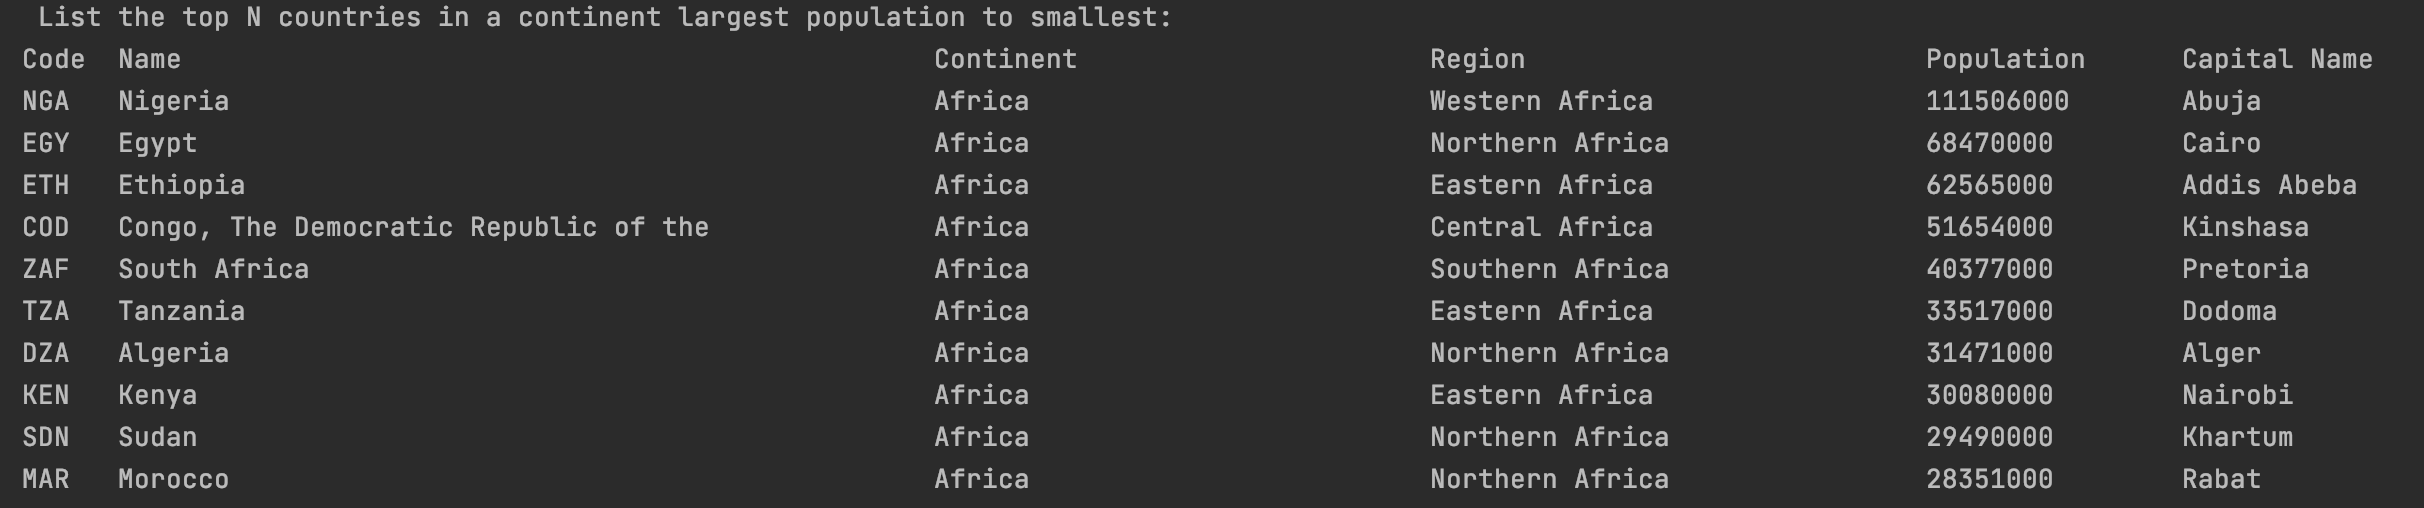 List the top N countries in a continent largest population to smallest:
Code Name Continent Region Population Capital Name
NGA Nigeria Africa Western Africa 111506000 Abuja
EGY Egypt Africa Northern Africa 68470000 Cairo
ETH Ethiopia Africa Eastern Africa 62565000 Addis Abeba
COD Congo, The Democratic Republic of the Africa Central Africa 51654000 Kinshasa
ZAF South Africa Africa Southern Africa 40377000 Pretoria
TZA Tanzania Africa Eastern Africa 33517000 Dodoma
DZA Algeria Africa Northern Africa 31471000 Alger
KEN Kenya Africa Eastern Africa 30080000 Nairobi
SDN Sudan Africa Northern Africa 29490000 Khartum
MAR Morocco Africa Northern Africa 28351000 Rabat